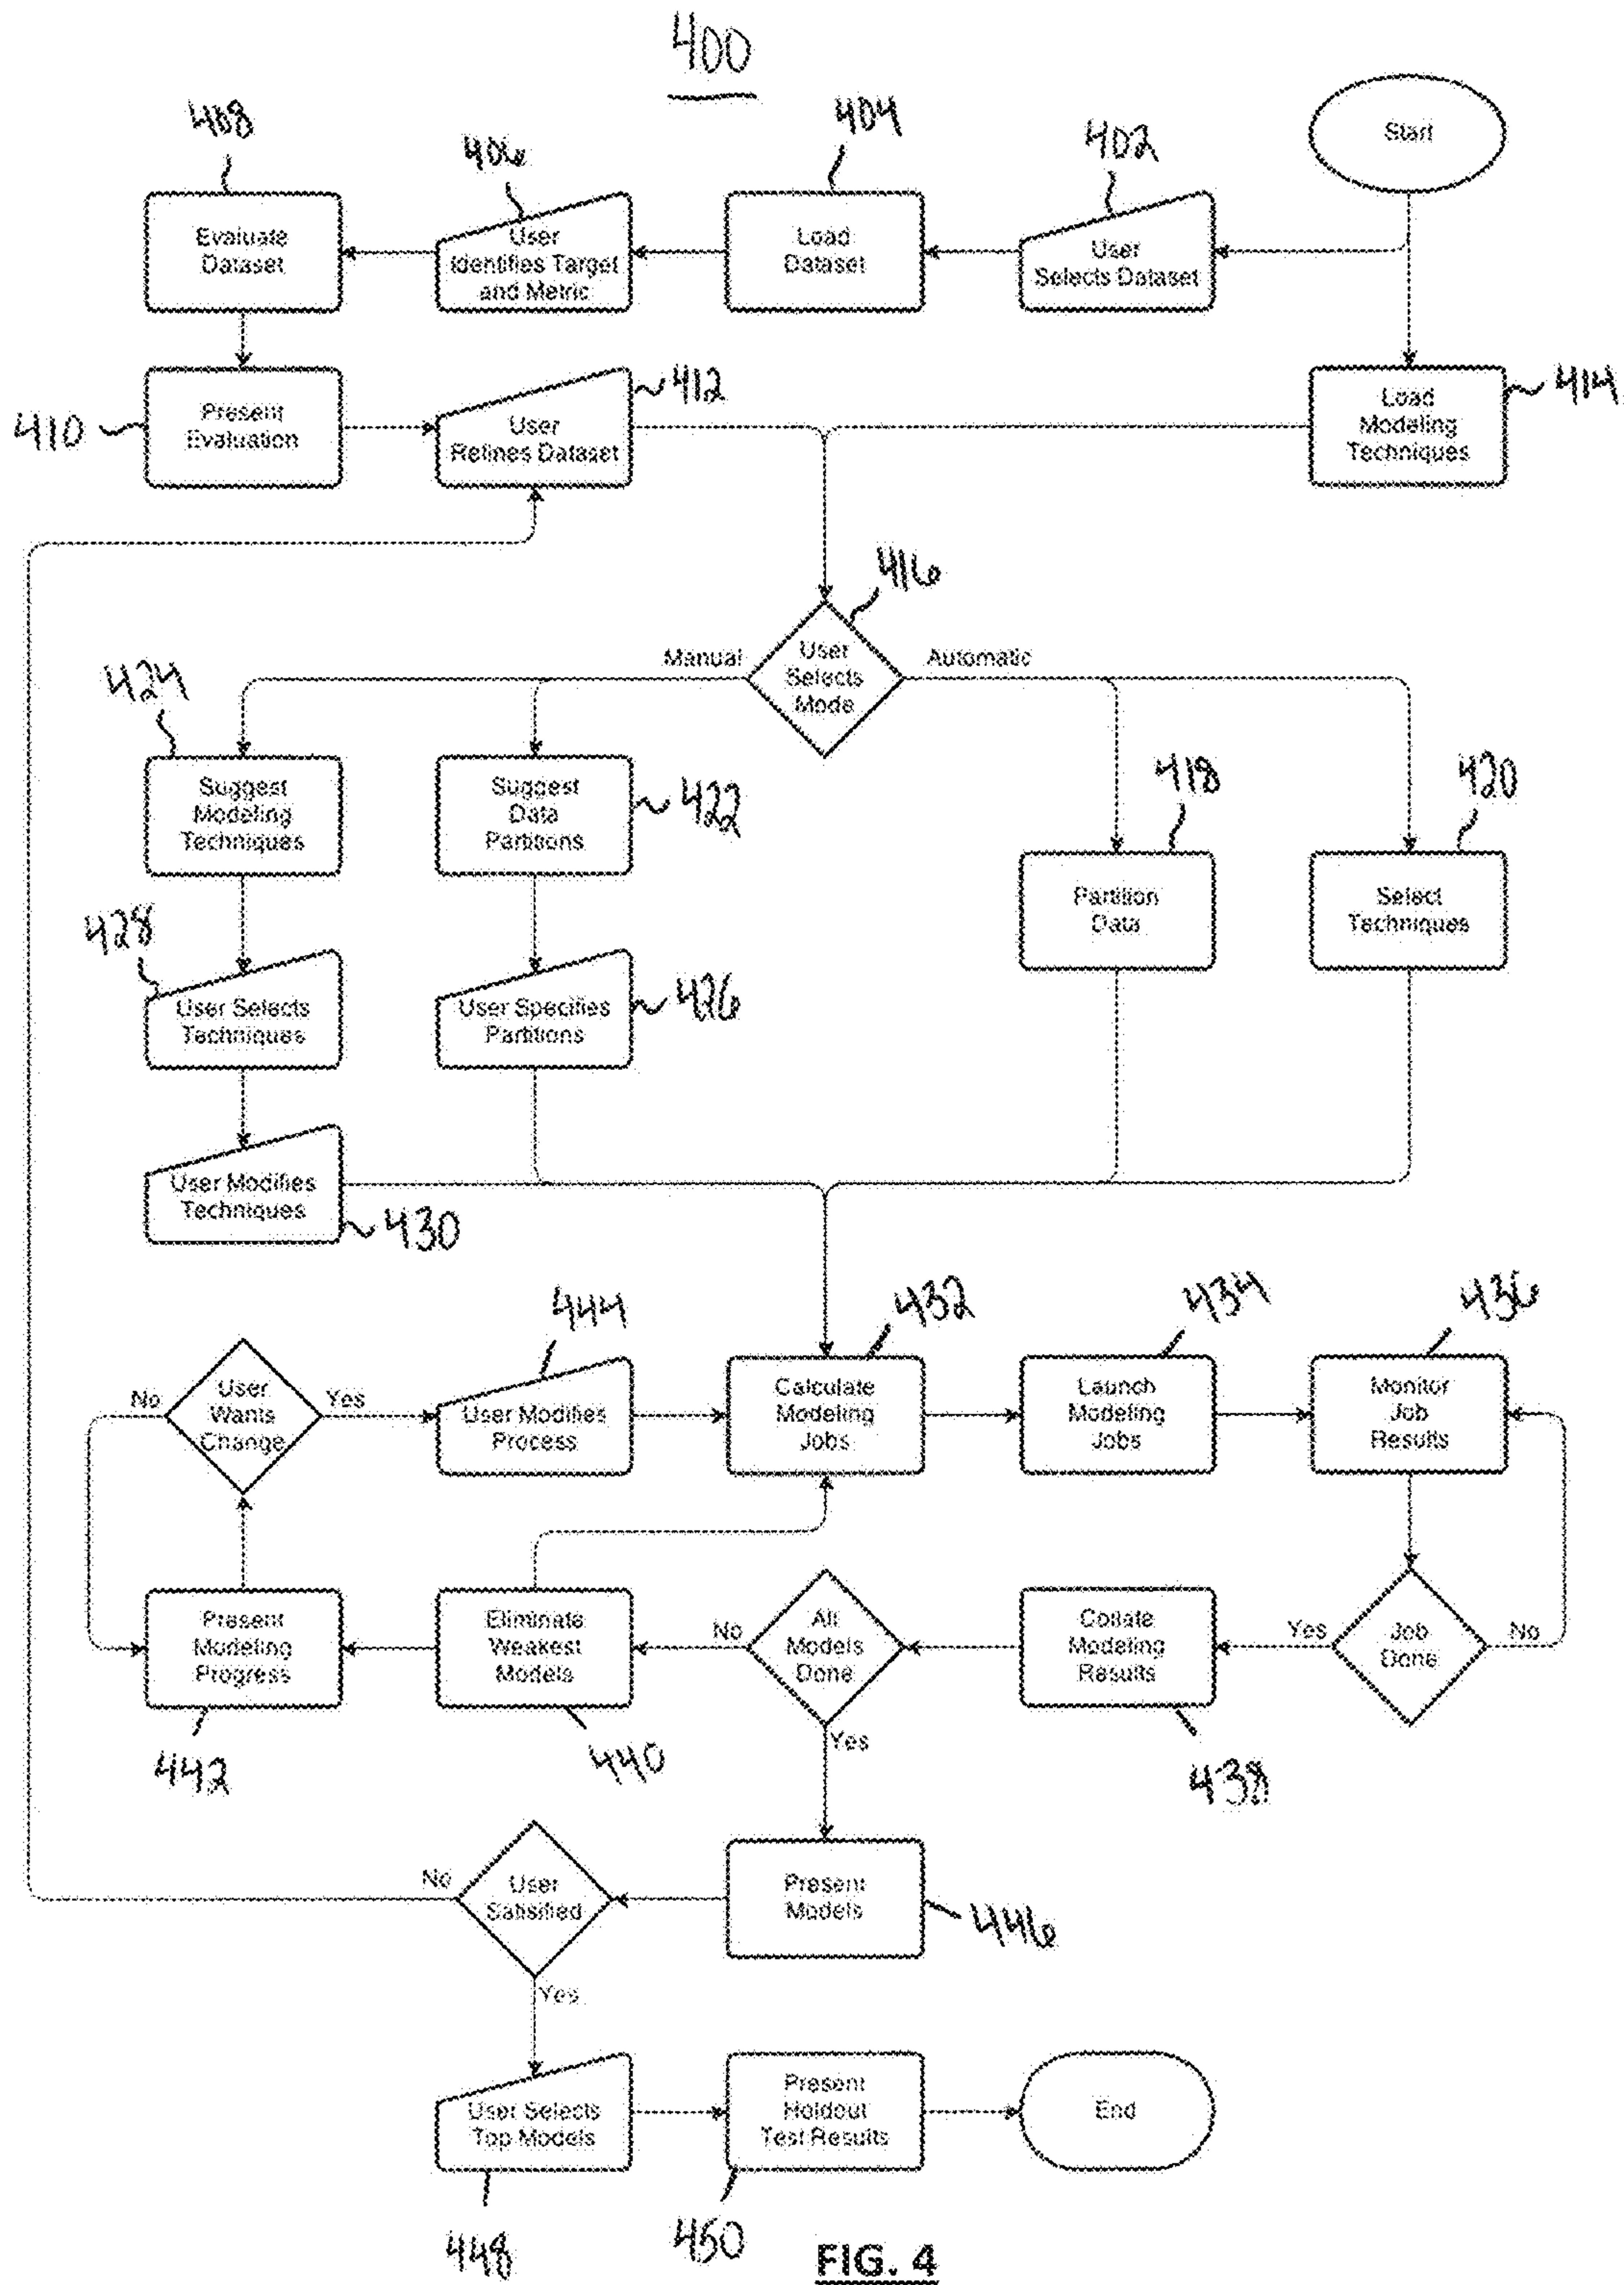 400
408
406
404
402
Start
Evaluate
Dataset
User
Identifies Target
and Metric
Load
Dataset
User
Selects Dataset
410
Present
Evaluation
412
User
Refines Dataset
414
Load
Modeling
Techniques
416
Manual
User
Selects
Mode
Automatic
424
Suggest
Modeling
Techniques
Suggest
Data
Partitions
422
418
420
Partition
Data
Select
Techniques
428
User Selects
Techniques
User Specifies
Partitions
426
User Modifies
Techniques
430
444
432
434
436
No
User
Wants
Change
Yes
User Modifies
Process
Calculate
Modeling
Jobs
Launch
Modeling
Jobs
Monitor
Job
Results
Present
Modeling
Progress
Eliminate
Weakest
Models
No
All
Models
Done
Yes
Collate
Modeling
Results
Yes
Job
Done
No
442
440
438
No
User
Satisified
Yes
Present
Models
446
User Selects
Top Models
Present
Holdout
Test Results
End
448
450
FIG. 4